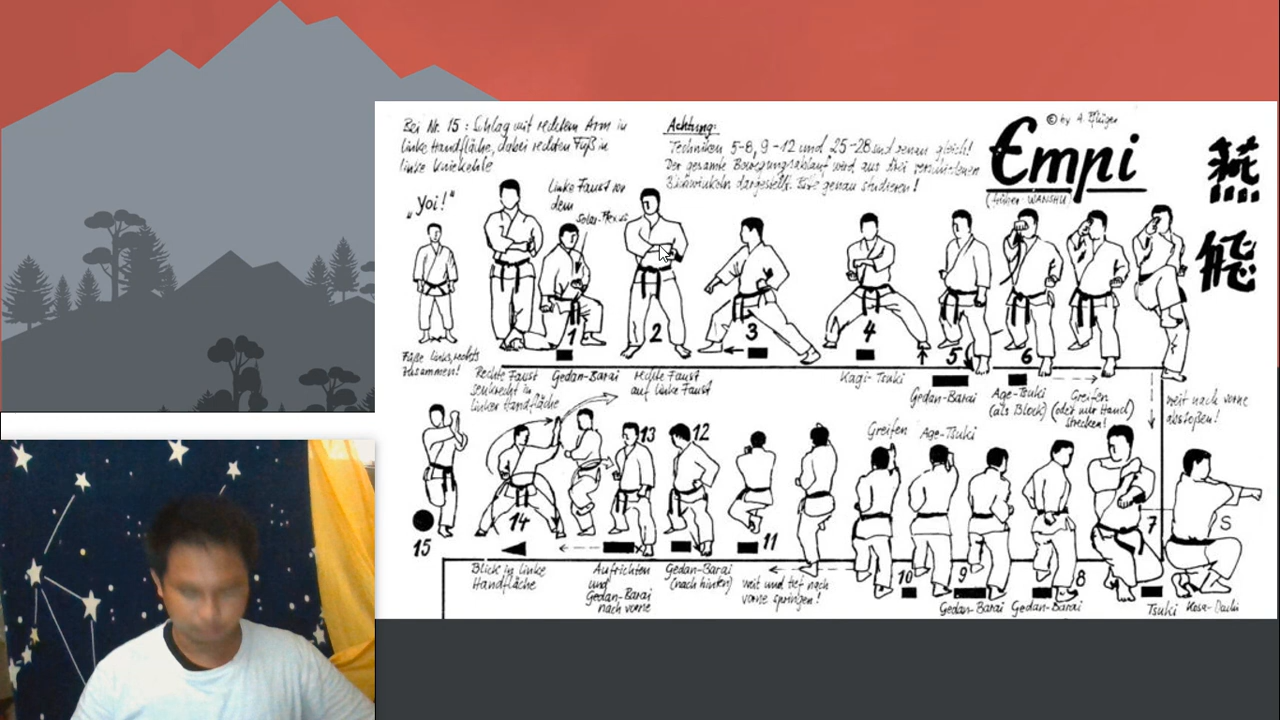 Bei Nr. 15: Schlag mit rechtem Arm in
linke Handfläche, dabei rechten Fuß in
linke Kniekehle
Achtung:
Techniken 5-8, 9-12 und 25-28 sind genau gleich!
Der gesamte Bewegungsablauf wird aus drei verschiedenen
Blickwinkeln dargestellt. Bitte genau studieren!
© by A. Pflüger
Empi
(früher: WANSHU)
燕
飛
„Yoi!"
Linke Faust vor
dem
Solar-Plexus
1
2
3
4
5
6
Füße links, rechts
zusammen!
Rechte Faust
senkrecht in
linker Handfläche
Gedan-Barai
rechte Faust
auf linke Faust
Kagi-Tsuki
Gedan-Barai
Age-Tsuki
(als Block)
Greifen
(oder nur Hand
strecken!)
weit nach vorne
abstoßen!
13
12
Greifen
Age-Tsuki
15
14
11
10
9
8
7
S
Blick in linke
Handfläche
Aufrichten
und
Gedan-Barai
nach vorne
Gedan-Barai
(nach hinten)
weit und tief nach
vorne springen!
Gedan-Barai
Gedan-Barai
Tsuki
Kosa-Dachi